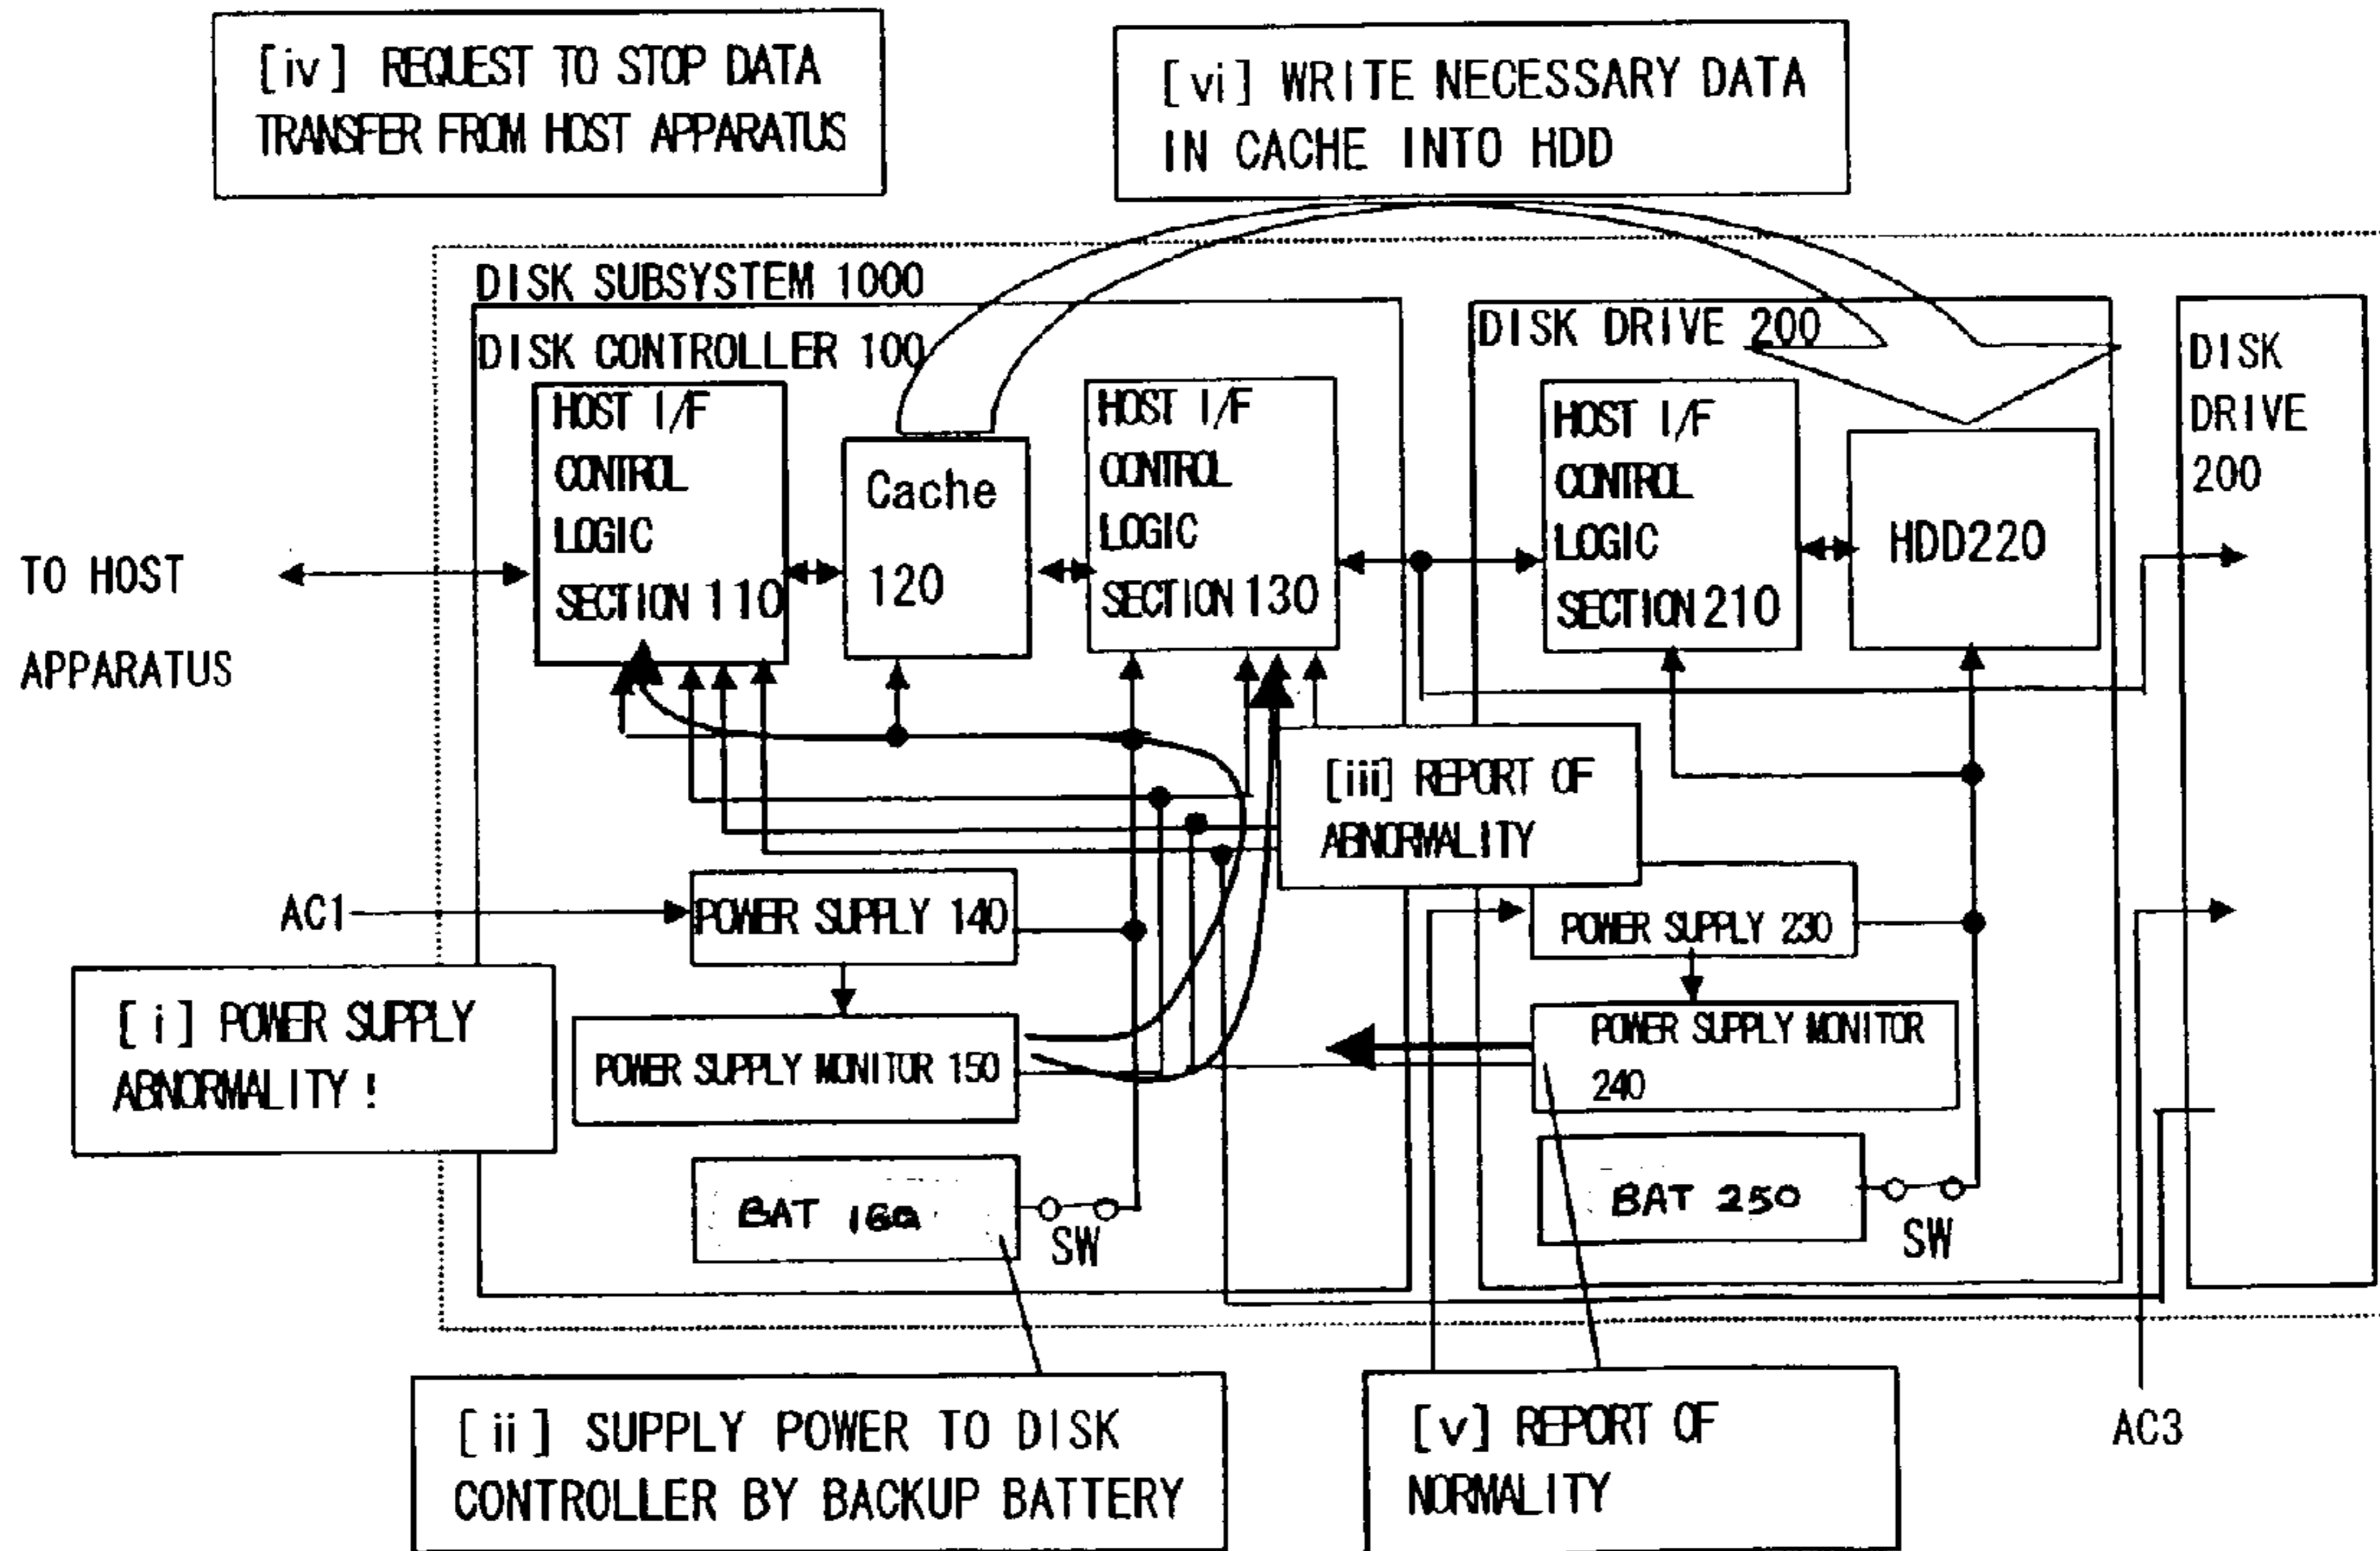 [iv] REQUEST TO STOP DATA
TRANSFER FROM HOST APPARATUS
[vi] WRITE NECESSARY DATA
IN CACHE INTO HDD
DISK SUBSYSTEM 1000
DISK CONTROLLER 100
HOST I/F
CONTROL
LOGIC
SECTION 110
Cache
120
HOST I/F
CONTROL
LOGIC
SECTION 130
DISK DRIVE 200
HOST I/F
CONTROL
LOGIC
SECTION 210
HDD220
DISK
DRIVE
200
TO HOST
APPARATUS
[iii] REPORT OF
ABNORMALITY
AC1
POWER SUPPLY 140
POWER SUPPLY 230
[i] POWER SUPPLY
ABNORMALITY !
POWER SUPPLY MONITOR 150
POWER SUPPLY MONITOR
240
BAT 160
SW
BAT 250
SW
[ii] SUPPLY POWER TO DISK
CONTROLLER BY BACKUP BATTERY
[v] REPORT OF
NORMALITY
AC3